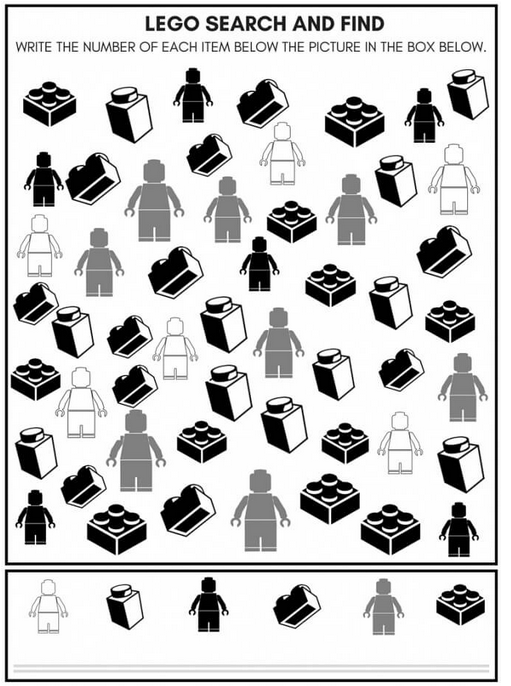 LEGO SEARCH AND FIND
WRITE THE NUMBER OF EACH ITEM BELOW THE PICTURE IN THE BOX BELOW.